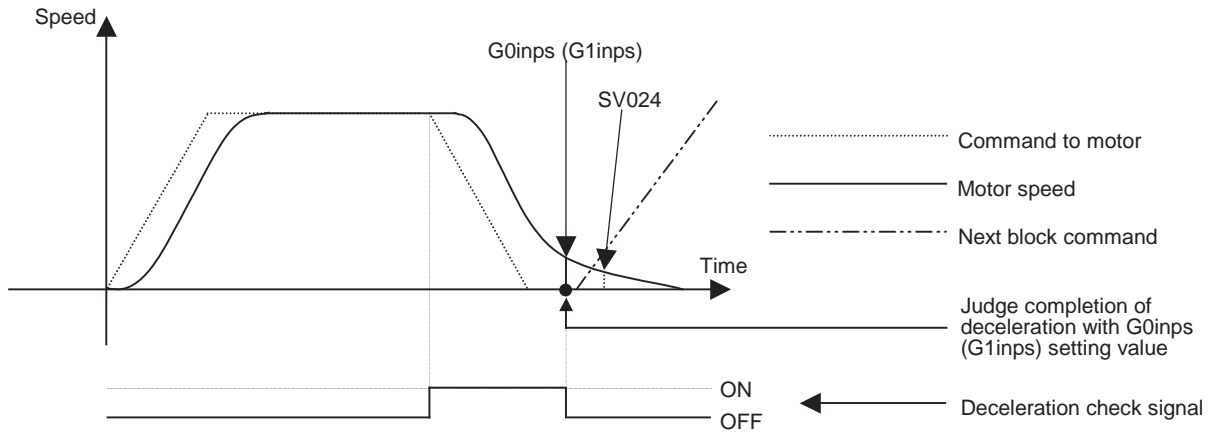 Speed
G0inps (G1inps)
SV024
Command to motor
Motor speed
Next block command
Time
Judge completion of
deceleration with G0inps
(G1inps) setting value
ON
OFF
Deceleration check signal